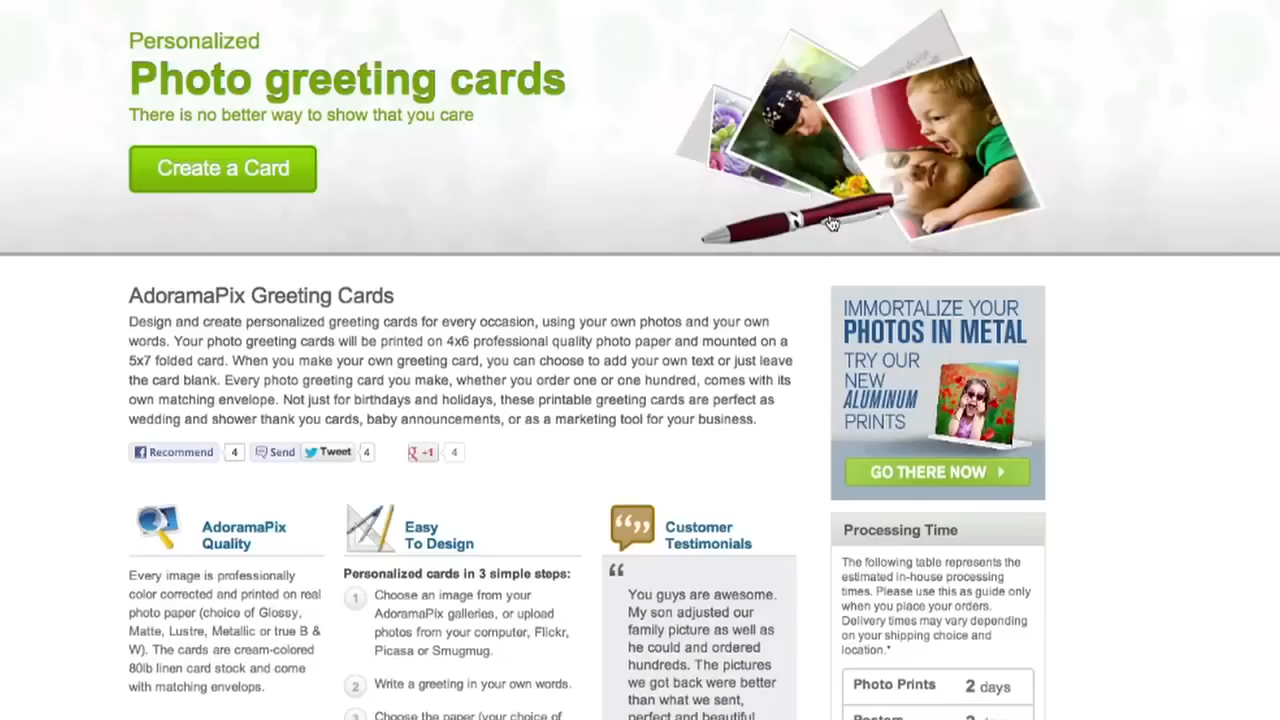 Personalized
Photo greeting cards
There is no better way to show that you care
Create a Card
AdoramaPix Greeting Cards
Design and create personalized greeting cards for every occasion, using your own photos and your own
words. Your photo greeting cards will be printed on 4x6 professional quality photo paper and mounted on a
5x7 folded card. When you make your own greeting card, you can choose to add your own text or just leave
the card blank. Every photo greeting card you make, whether you order one or one hundred, comes with its
own matching envelope. Not just for birthdays and holidays, these printable greeting cards are perfect as
wedding and shower thank you cards, baby announcements, or as a marketing tool for your business.
Recommend 4 Send Tweet 4 +1 4
AdoramaPix
Quality
Every image is professionally
color corrected and printed on real
photo paper (choice of Glossy,
Matte, Lustre, Metallic or true B &
W). The cards are cream-colored
80lb linen card stock and come
with matching envelops.
Easy
To Design
Personalized cards in 3 simple steps:
1 Choose an image from your
AdoramaPix galleries, or upload
photos from your computer, Flickr,
Picasa or Smugmug.
2 Write a greeting in your own words.
3 Choose the paper (your choice of
Customer
Testimonials
“
You guys are awesome.
My son adjusted our
family picture as well as
he could and ordered
hundreds. The pictures
we got back were better
than what we sent,
perfect and beautiful
IMMORTALIZE YOUR
PHOTOS IN METAL
TRY OUR
NEW
ALUMINUM
PRINTS
GO THERE NOW
Processing Time
The following table represents the
estimated in-house processing
times. Please use this as guide only
when you place your orders.
Delivery times may vary depending
on your shipping choice and
location.*
Photo Prints 2 days
Posters 2 days